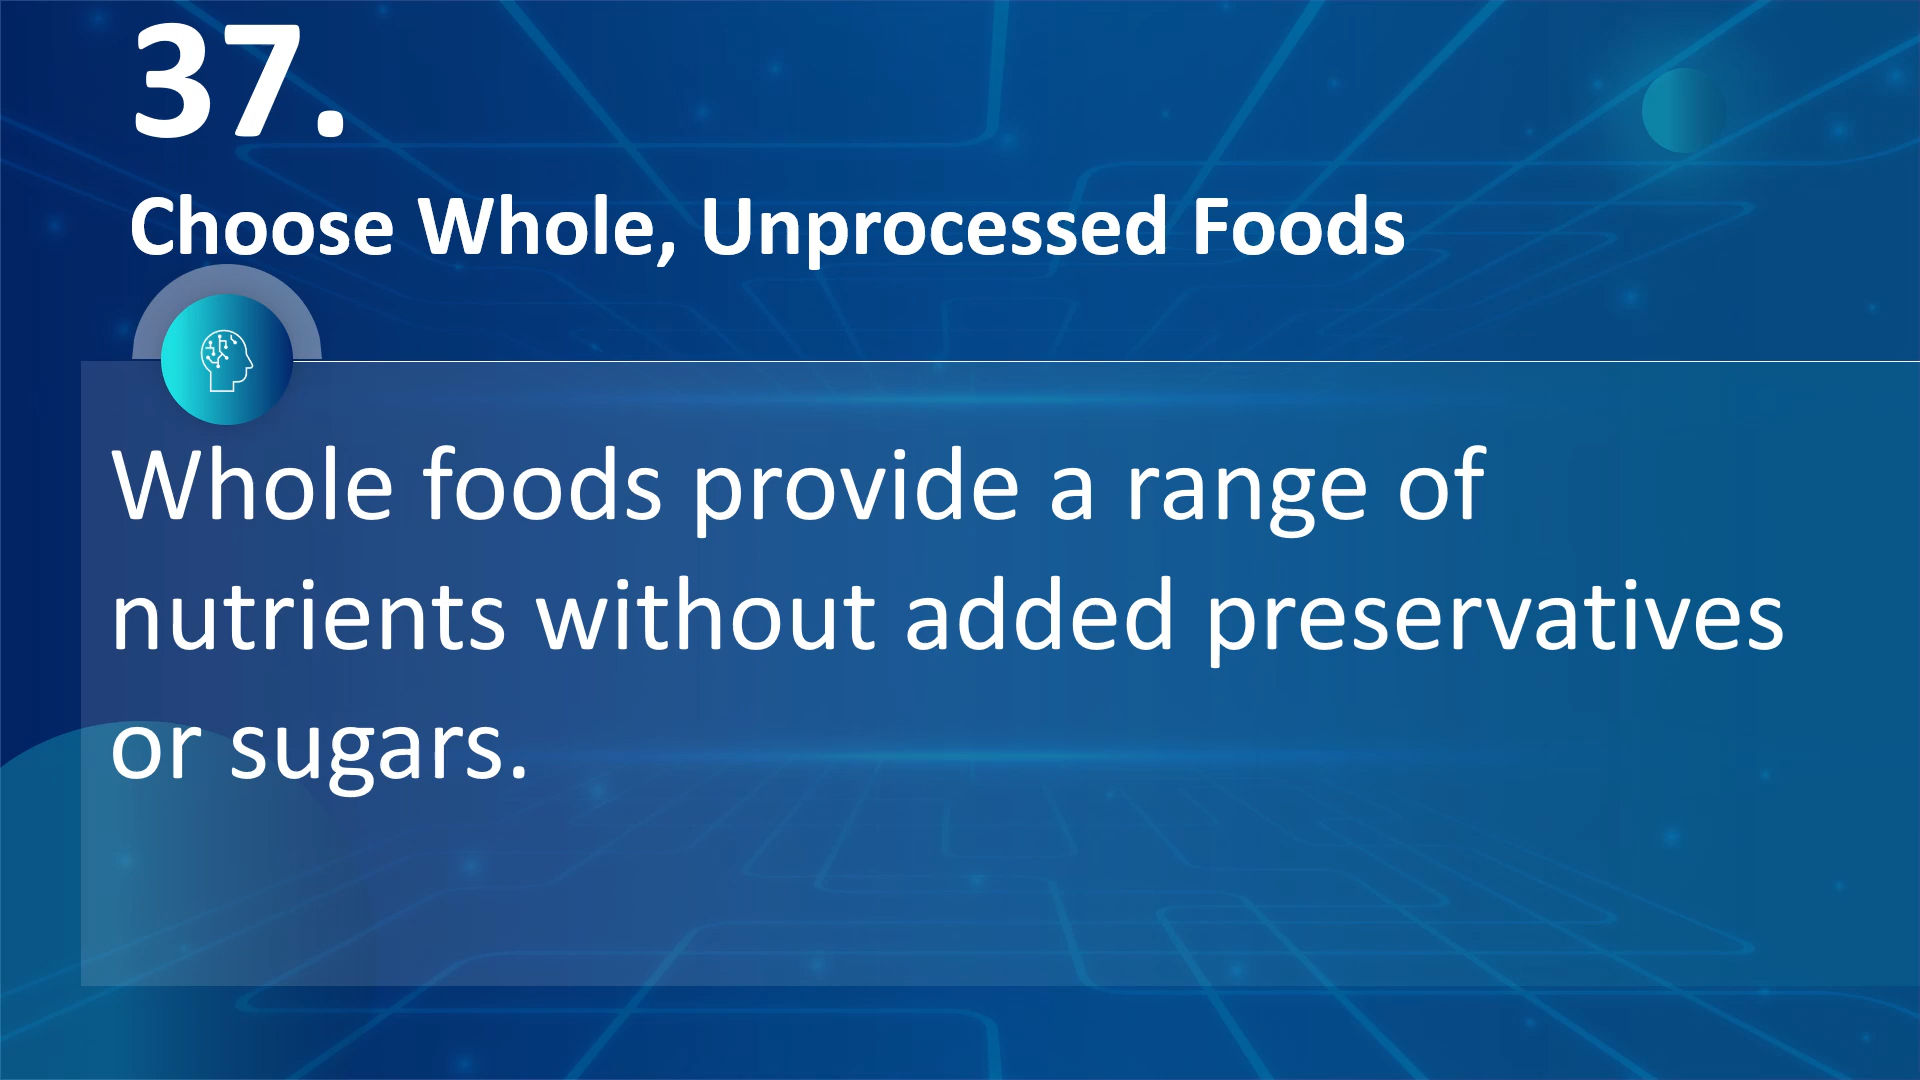 37.
Choose Whole, Unprocessed Foods
Whole foods provide a range of
nutrients without added preservatives
or sugars.